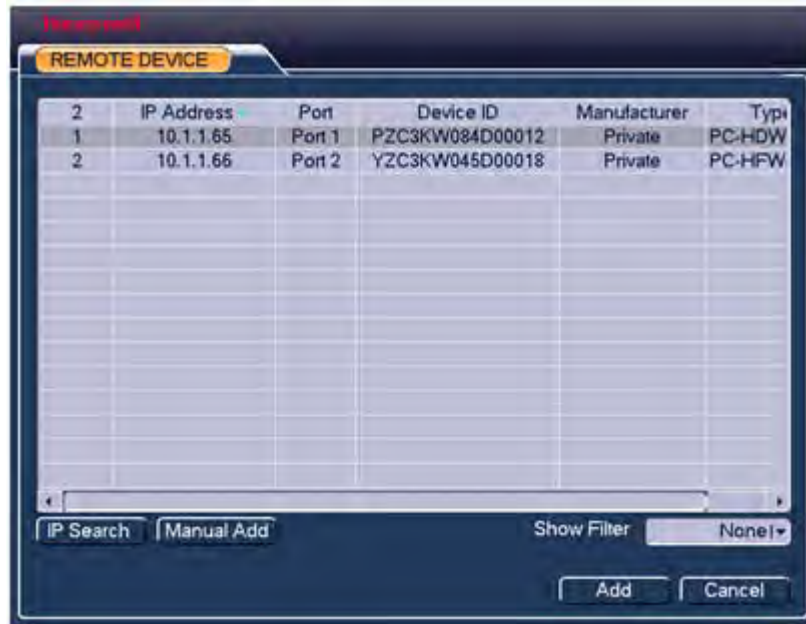 Honeywell
REMOTE DEVICE
2 IP Address Port Device ID Manufacturer Type
1 10.1.1.65 Port 1 PZC3KW084D00012 Private PC-HDW
2 10.1.1.66 Port 2 YZC3KW045D00018 Private PC-HFW
IP Search Manual Add Show Filter None
Add Cancel